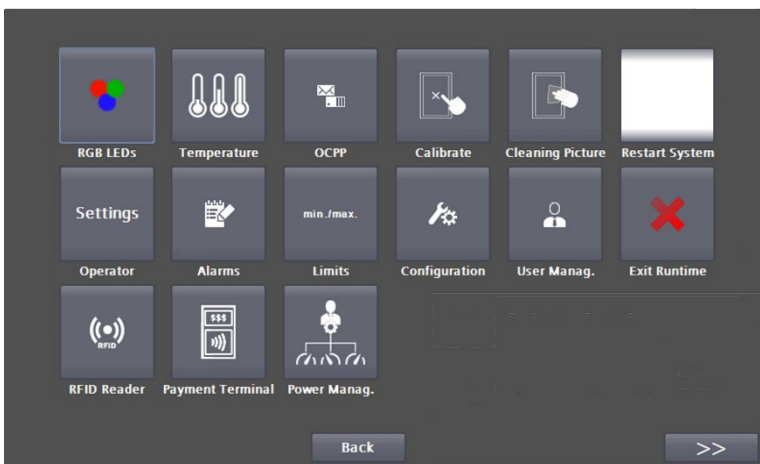 RGB LEDs
Temperature
OCPP
Calibrate
Cleaning Picture
Restart System
Settings
min./max.
Operator
Alarms
Limits
Configuration
User Manag.
Exit Runtime
RFID
$$$
RFID Reader
Payment Terminal
Power Manag.
Back
>>